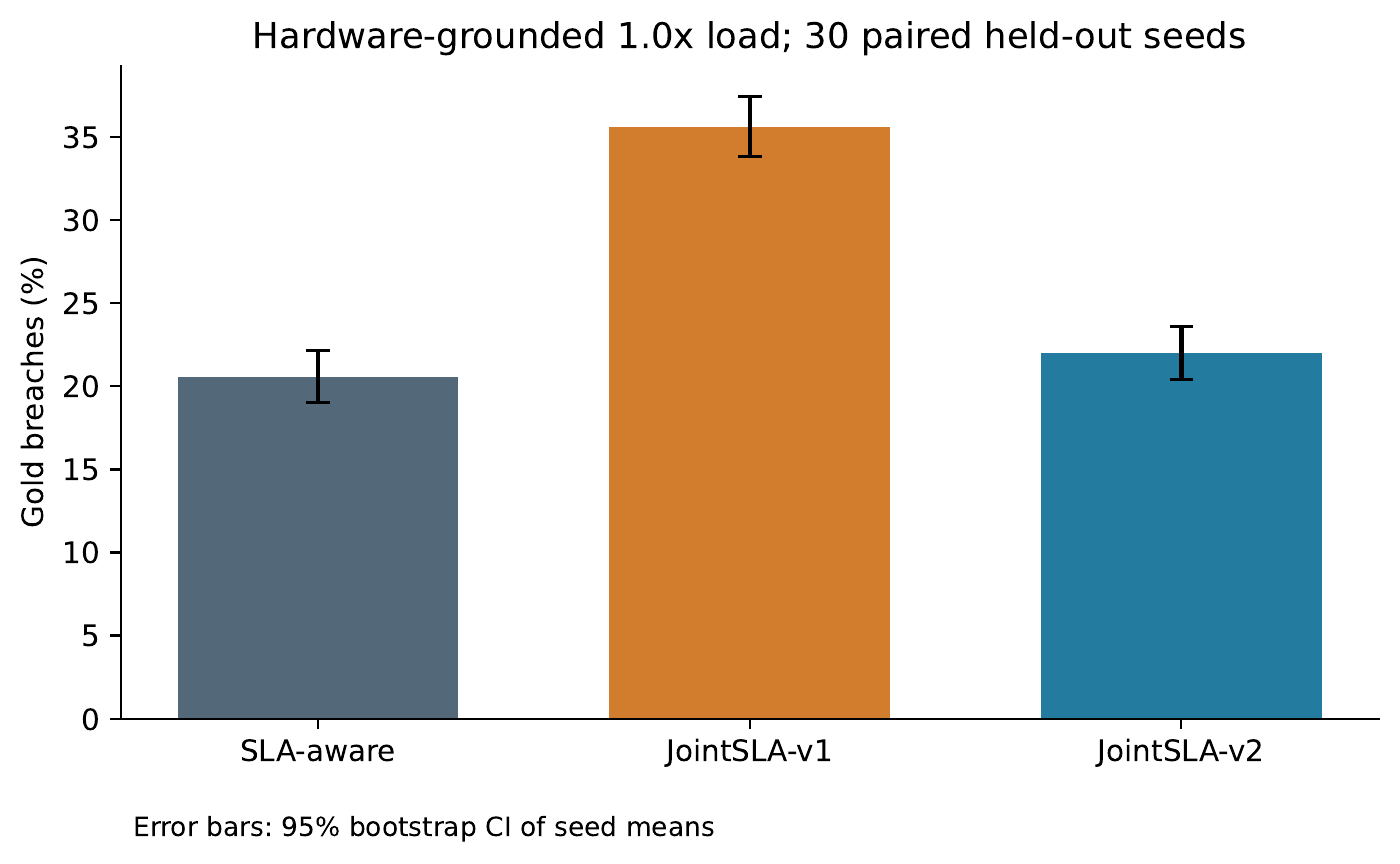 Hardware-grounded 1.0x load; 30 paired held-out seeds
Gold breaches (%)
35
30
25
20
15
10
5
0
SLA-aware JointSLA-v1 JointSLA-v2
Error bars: 95% bootstrap CI of seed means